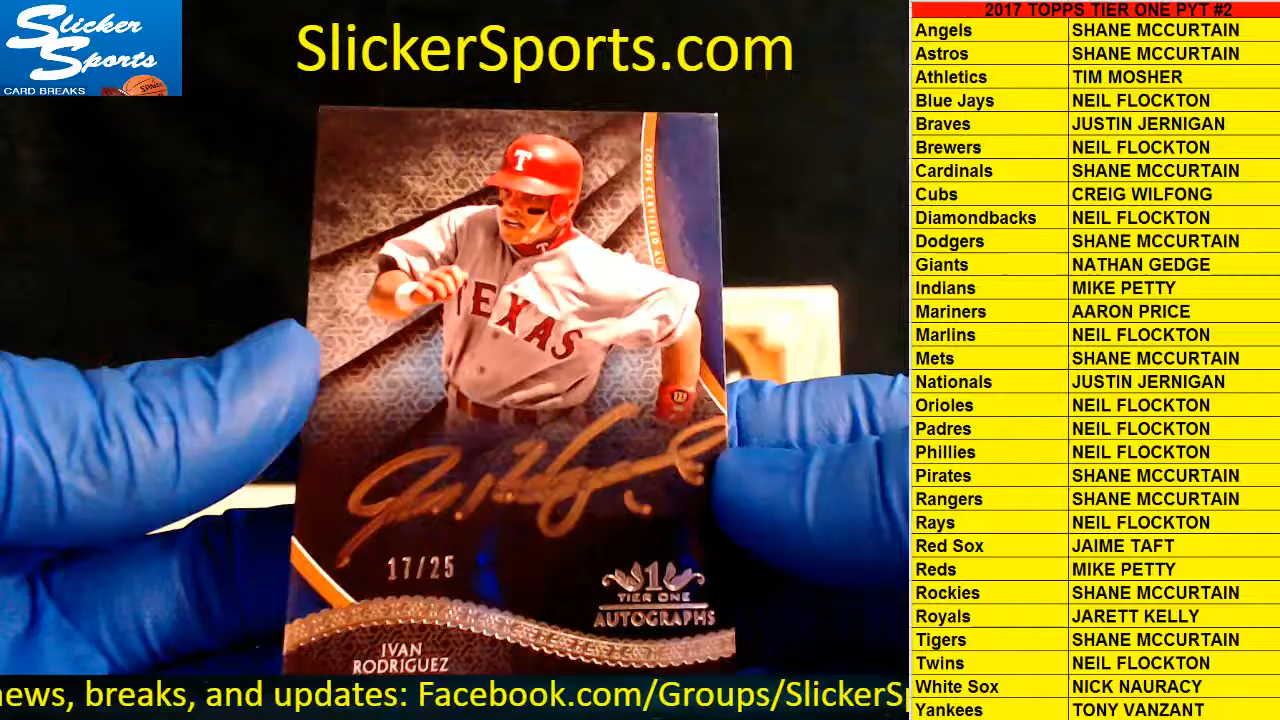 Slicker
Sports
CARD BREAKS
SlickerSports.com
T
TOPPS CERTIFIED
TEXAS
17/25
1
TIER ONE
AUTOGRAPHS
IVAN
RODRIGUEZ
news, breaks, and updates: Facebook.com/Groups/SlickerSp
2017 TOPPS TIER ONE PYT #2
Angels SHANE MCCURTAIN
Astros SHANE MCCURTAIN
Athletics TIM MOSHER
Blue Jays NEIL FLOCKTON
Braves JUSTIN JERNIGAN
Brewers NEIL FLOCKTON
Cardinals SHANE MCCURTAIN
Cubs CREIG WILFONG
Diamondbacks NEIL FLOCKTON
Dodgers SHANE MCCURTAIN
Giants NATHAN GEDGE
Indians MIKE PETTY
Mariners AARON PRICE
Marlins NEIL FLOCKTON
Mets SHANE MCCURTAIN
Nationals JUSTIN JERNIGAN
Orioles NEIL FLOCKTON
Padres NEIL FLOCKTON
Phillies NEIL FLOCKTON
Pirates SHANE MCCURTAIN
Rangers SHANE MCCURTAIN
Rays NEIL FLOCKTON
Red Sox JAIME TAFT
Reds MIKE PETTY
Rockies SHANE MCCURTAIN
Royals JARETT KELLY
Tigers SHANE MCCURTAIN
Twins NEIL FLOCKTON
White Sox NICK NAURACY
Yankees TONY VANZANT